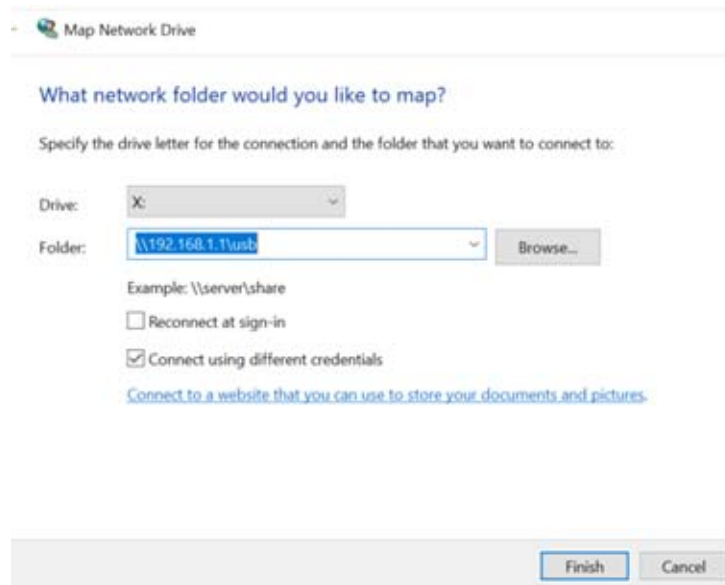 Map Network Drive
What network folder would you like to map?
Specify the drive letter for the connection and the folder that you want to connect to:
Drive: X:
Folder: \\192.168.1.1\usb Browse...
Example: \\server\share
Reconnect at sign-in
Connect using different credentials
Connect to a website that you can use to store your documents and pictures.
Finish Cancel